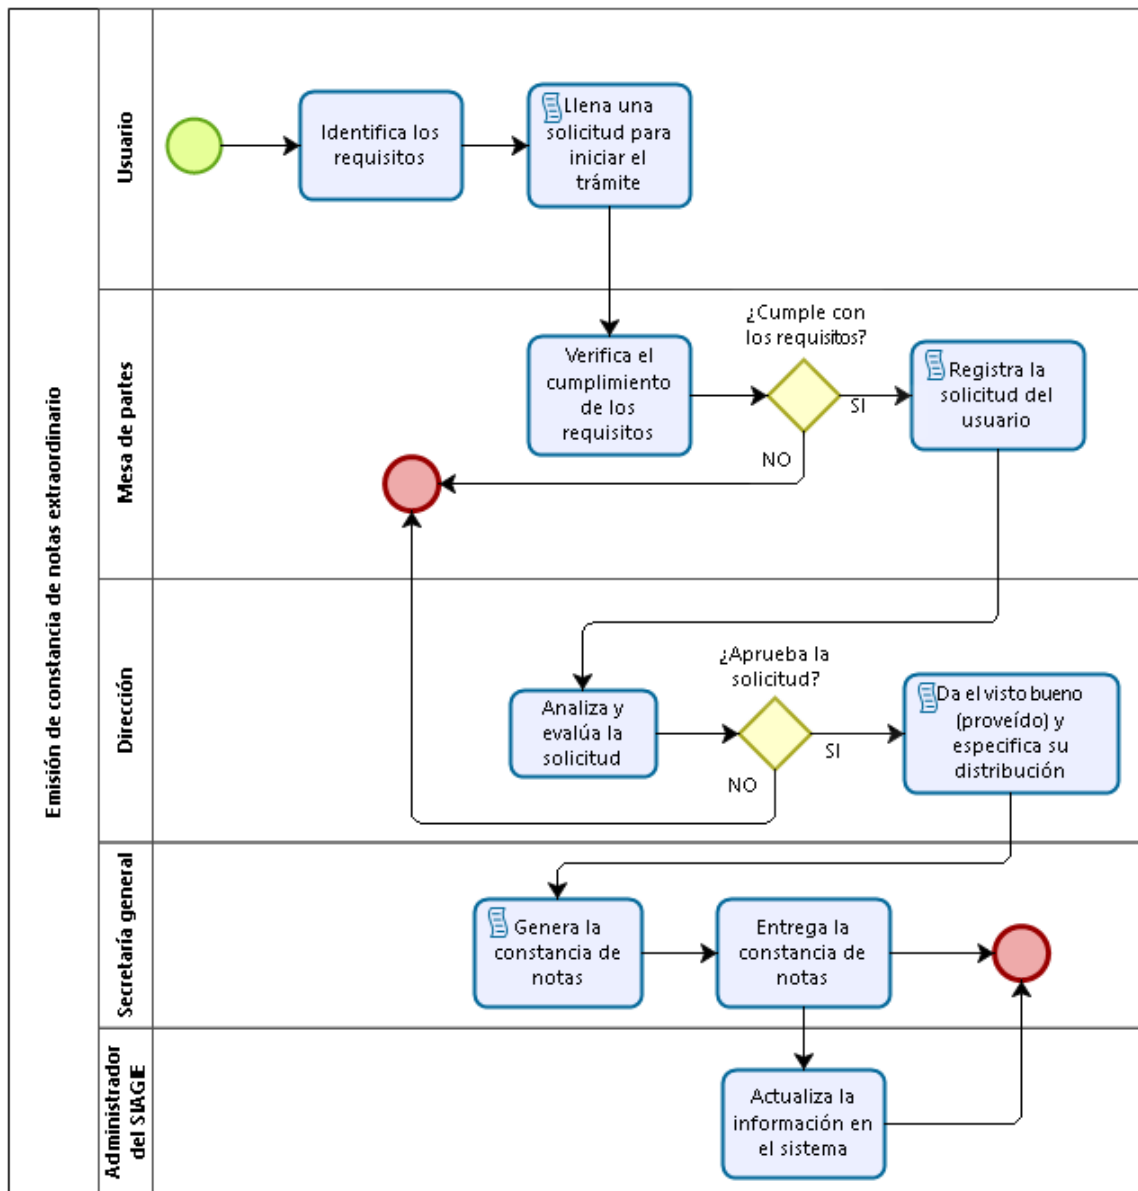 Emisión de constancia de notas extraordinario
Usuario
Identifica los
requisitos
Llena una
solicitud para
iniciar el
trámite
Mesa de partes
Verifica el
cumplimiento
de los
requisitos
¿Cumple con
los requisitos?
SI
NO
Registra la
solicitud del
usuario
Dirección
Analiza y
evalúa la
solicitud
¿Aprueba la
solicitud?
SI
NO
Da el visto bueno
(proveído) y
especifica su
distribución
Secretaría general
Genera la
constancia de
notas
Entrega la
constancia de
notas
Administrador
del SIAGIE
Actualiza la
información en
el sistema